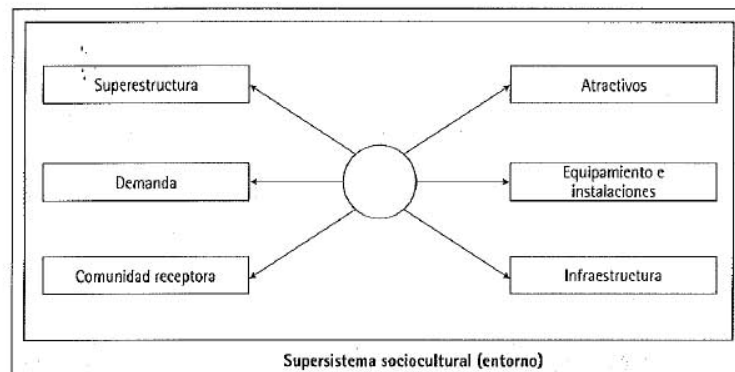 Superestructura
Atractivos
Demanda
Equipamiento e
instalaciones
Comunidad receptora
Infraestructura
Supersistema sociocultural (entorno)